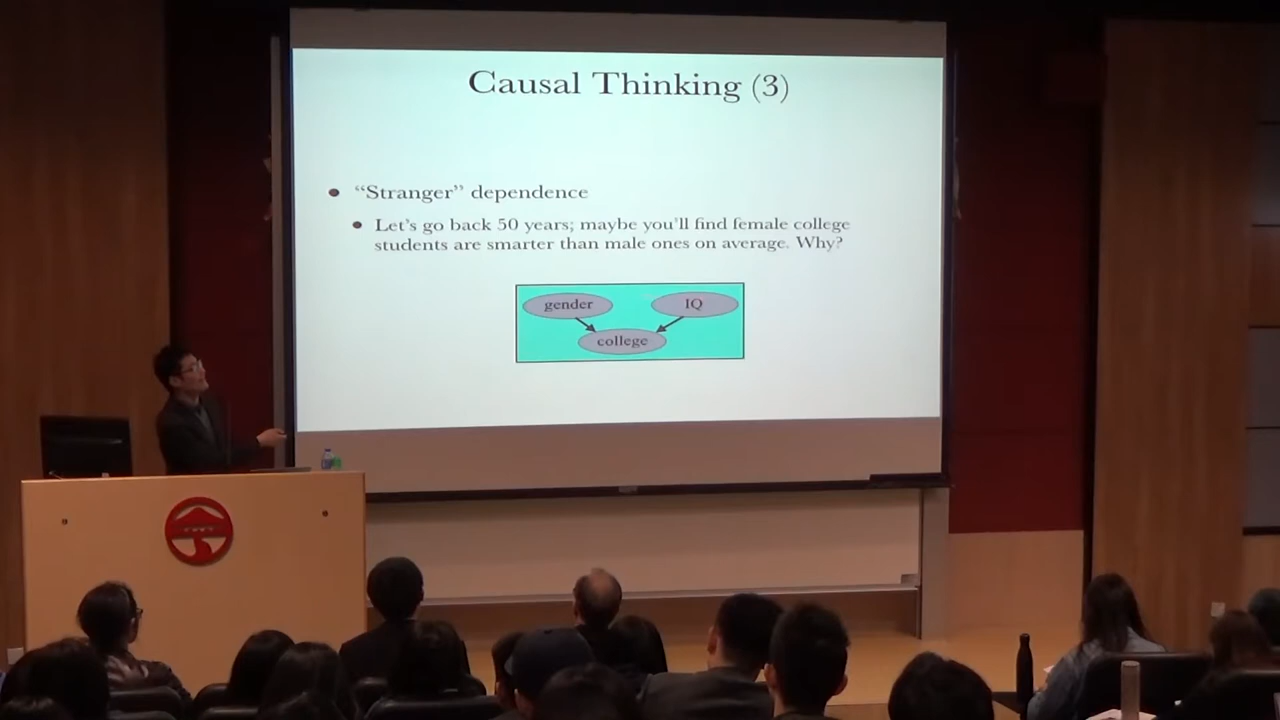 Causal Thinking (3)
“Stranger” dependence
Let’s go back 50 years; maybe you’ll find female college
students are smarter than male ones on average. Why?
gender
IQ
college